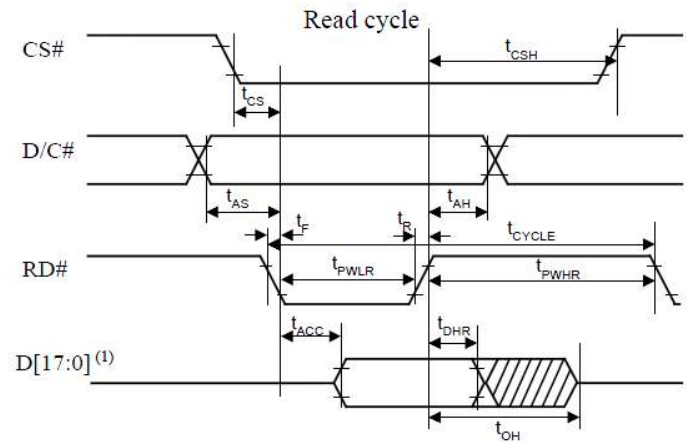 Read cycle
CS#
tCSH
tCS
D/C#
tAS
tF
tR
tAH
tCYCLE
RD#
tPWLR
tPWHR
tACC
tDHR
D[17:0] (1)
tOH